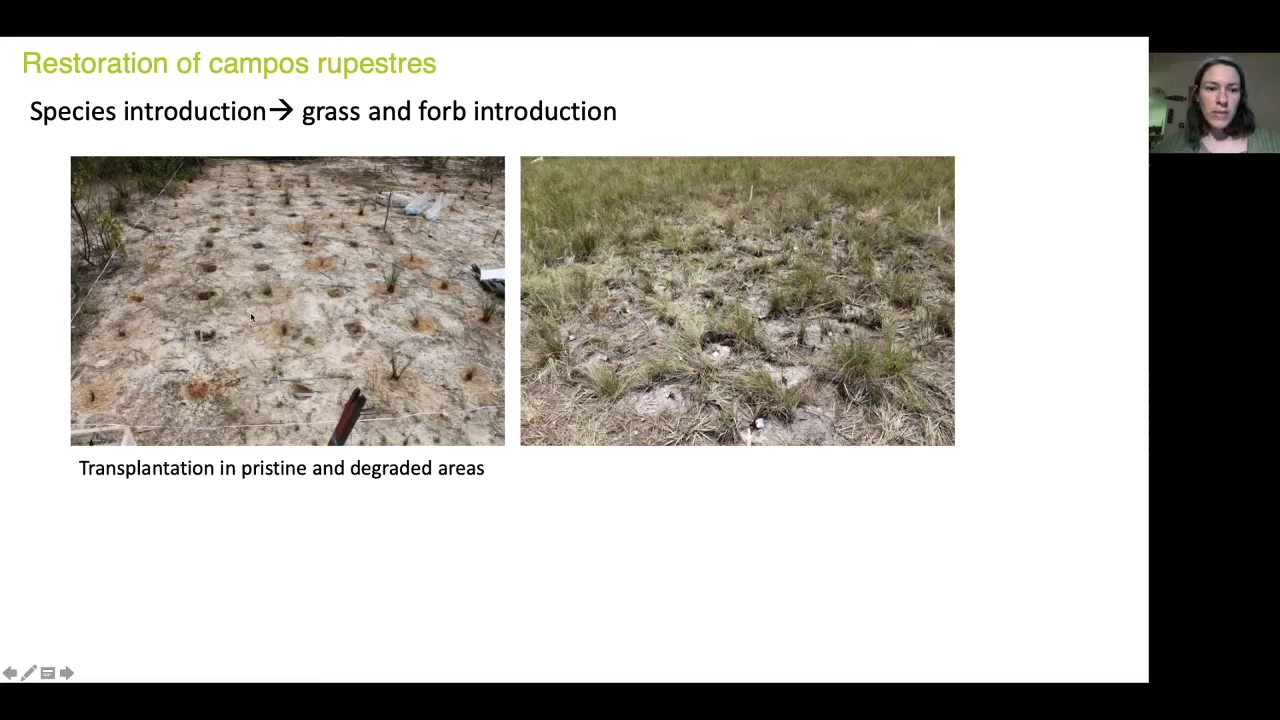 Restoration of campos rupestres
Species introduction→ grass and forb introduction
Transplantation in pristine and degraded areas